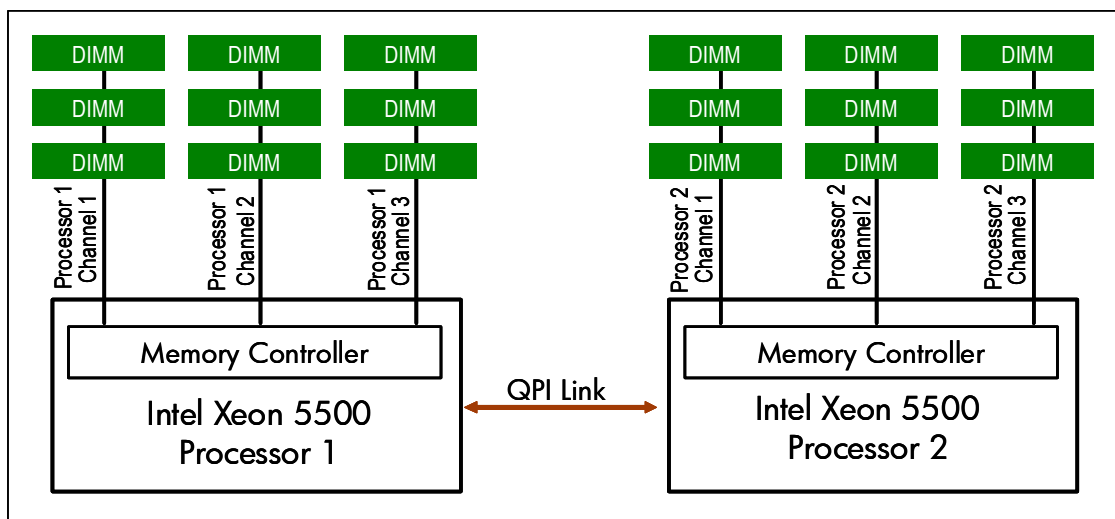 DIMM DIMM DIMM
DIMM DIMM DIMM
DIMM DIMM DIMM
Processor 1
Channel 1
Processor 1
Channel 2
Processor 1
Channel 3
Memory Controller
Intel Xeon 5500
Processor 1
QPI Link
DIMM DIMM DIMM
DIMM DIMM DIMM
DIMM DIMM DIMM
Processor 2
Channel 1
Processor 2
Channel 2
Processor 2
Channel 3
Memory Controller
Intel Xeon 5500
Processor 2